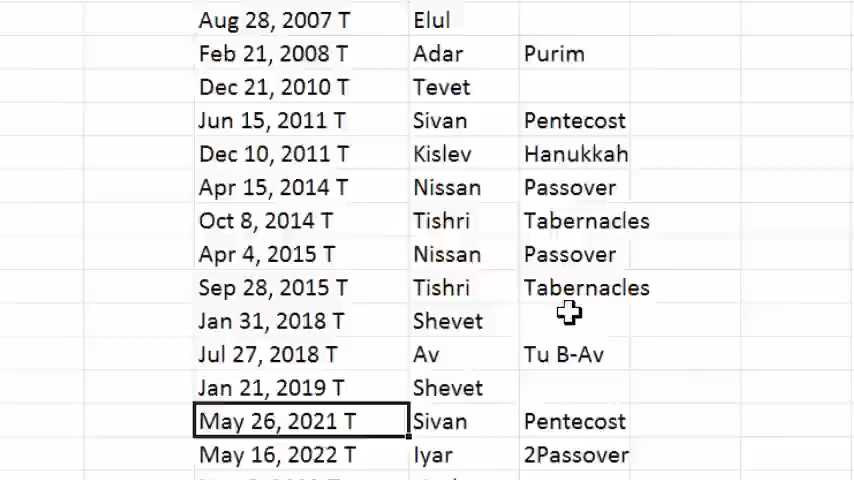 Aug 28, 2007 T Elul
Feb 21, 2008 T Adar Purim
Dec 21, 2010 T Tevet
Jun 15, 2011 T Sivan Pentecost
Dec 10, 2011 T Kislev Hanukkah
Apr 15, 2014 T Nissan Passover
Oct 8, 2014 T Tishri Tabernacles
Apr 4, 2015 T Nissan Passover
Sep 28, 2015 T Tishri Tabernacles
Jan 31, 2018 T Shevet
Jul 27, 2018 T Av Tu B-Av
Jan 21, 2019 T Shevet
May 26, 2021 T Sivan Pentecost
May 16, 2022 T Iyar 2Passover